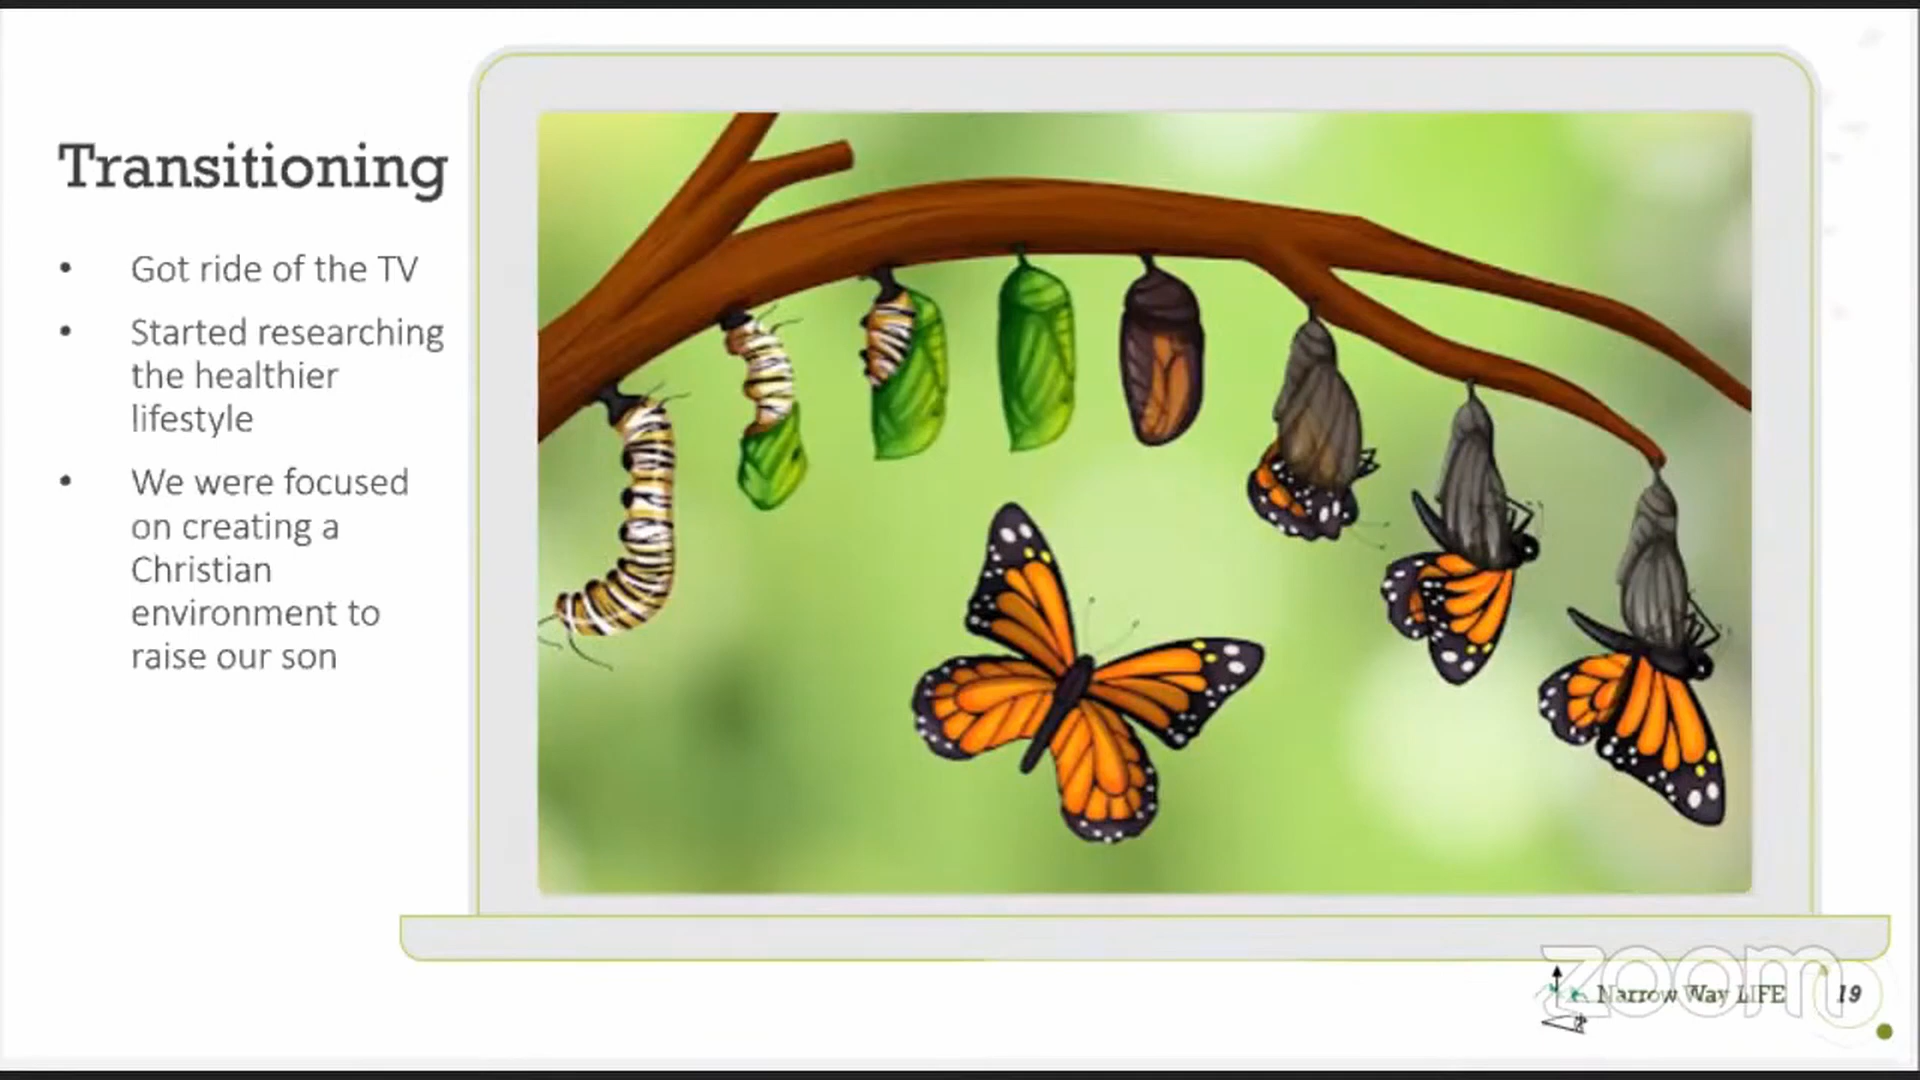 Transitioning
• Got ride of the TV
• Started researching
the healthier
lifestyle
• We were focused
on creating a
Christian
environment to
raise our son
zoom
Narrow Way LIFE
19